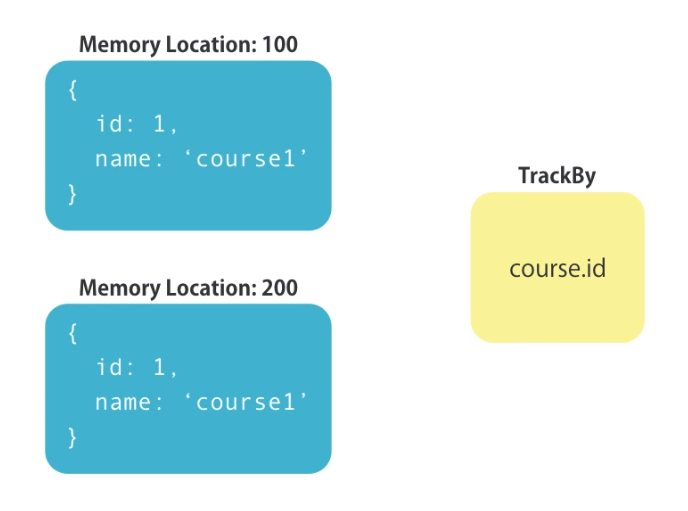 Memory Location: 100
{
id: 1,
name: ‘course1’
}
Memory Location: 200
{
id: 1,
name: ‘course1’
}
TrackBy
course.id